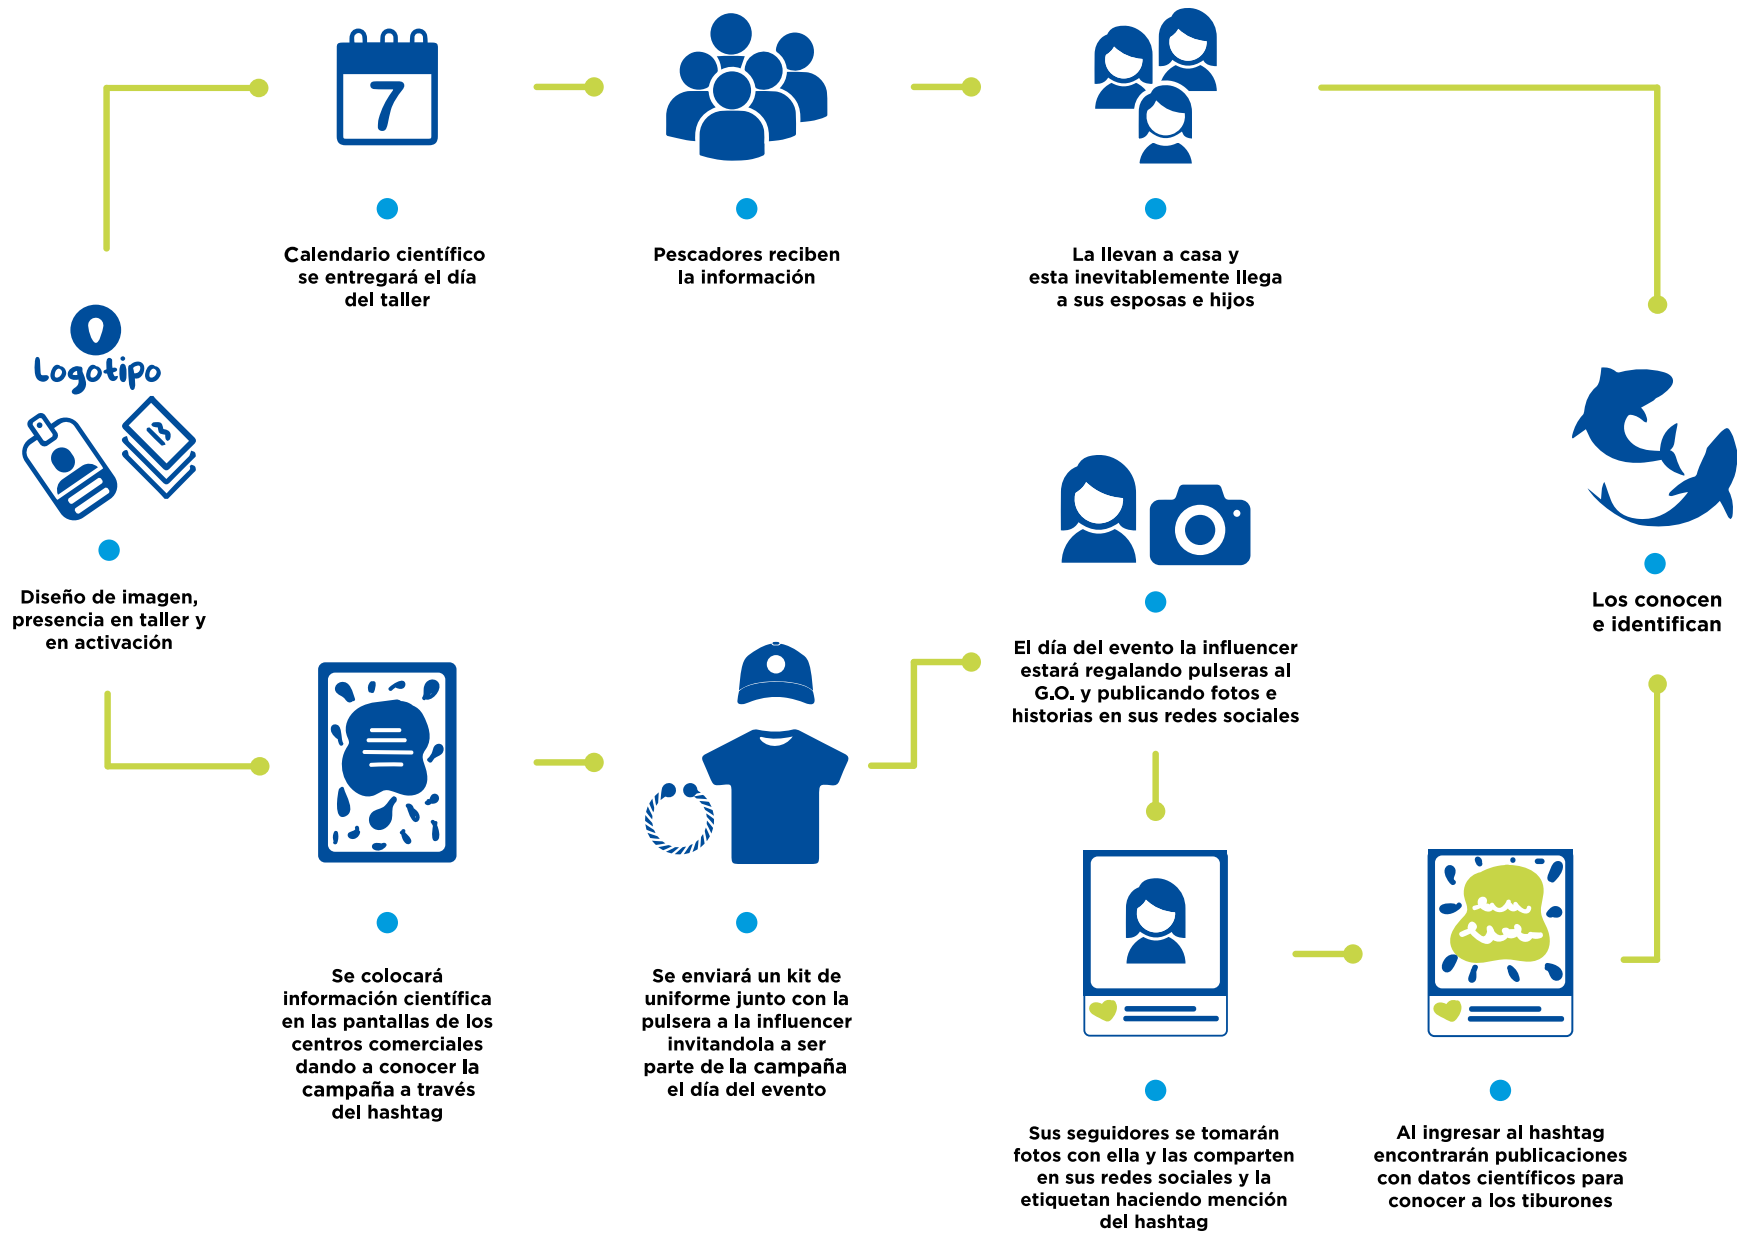 7
Calendario científico
se entregará el día
del taller
Pescadores reciben
la información
La llevan a casa y
esta inevitablemente llega
a sus esposas e hijos
Logotipo
Diseño de imagen,
presencia en taller y
en activación
El día del evento la influencer
estará regalando pulseras al
G.O. y publicando fotos e
historias en sus redes sociales
Los conocen
e identifican
Se colocará
información científica
en las pantallas de los
centros comerciales
dando a conocer la
campaña a través
del hashtag
Se enviará un kit de
uniforme junto con la
pulsera a la influencer
invitandola a ser
parte de la campaña
el día del evento
Sus seguidores se tomarán
fotos con ella y las comparten
en sus redes sociales y la
etiquetan haciendo mención
del hashtag
Al ingresar al hashtag
encontrarán publicaciones
con datos científicos para
conocer a los tiburones